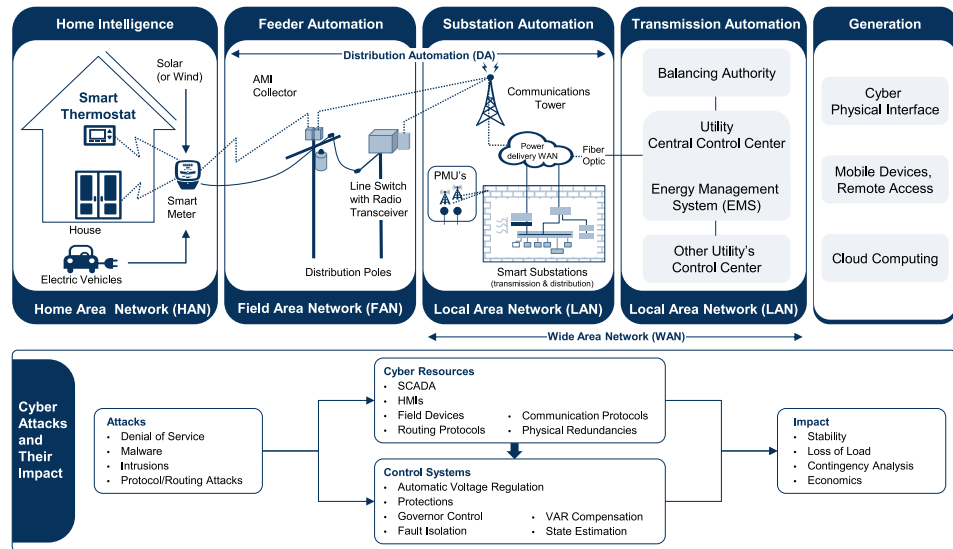 Home Intelligence
Solar
(or Wind)
Smart
Thermostat
House
Smart
Meter
Electric Vehicles
Home Area Network (HAN)
Feeder Automation
Distribution Automation (DA)
AMI
Collector
Line Switch
with Radio
Transceiver
Distribution Poles
Field Area Network (FAN)
Substation Automation
Communications
Tower
Power
delivery WAN
Fiber
Optic
PMU's
Smart Substations
(transmission & distribution)
Local Area Network (LAN)
Transmission Automation
Balancing Authority
Utility
Central Control Center
Energy Management
System (EMS)
Other Utility's
Control Center
Local Area Network (LAN)
Generation
Cyber
Physical Interface
Mobile Devices,
Remote Access
Cloud Computing
Wide Area Network (WAN)
Cyber
Attacks
and
Their
Impact
Attacks
• Denial of Service
• Malware
• Intrusions
• Protocol/Routing Attacks
Cyber Resources
• SCADA
• HMIs
• Field Devices
• Routing Protocols
• Communication Protocols
• Physical Redundancies
Control Systems
• Automatic Voltage Regulation
• Protections
• Governor Control
• Fault Isolation
• VAR Compensation
• State Estimation
Impact
• Stability
• Loss of Load
• Contingency Analysis
• Economics